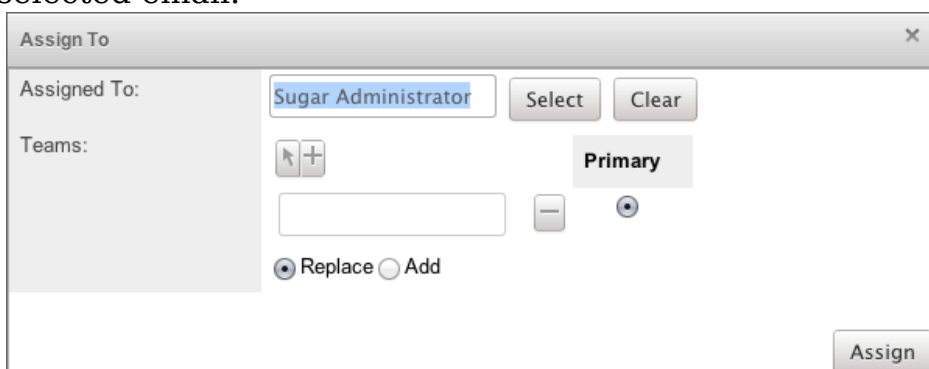 selected email.
Assign To
Assigned To:
Sugar Administrator
Select
Clear
Teams:
Primary
Replace
Add
Assign